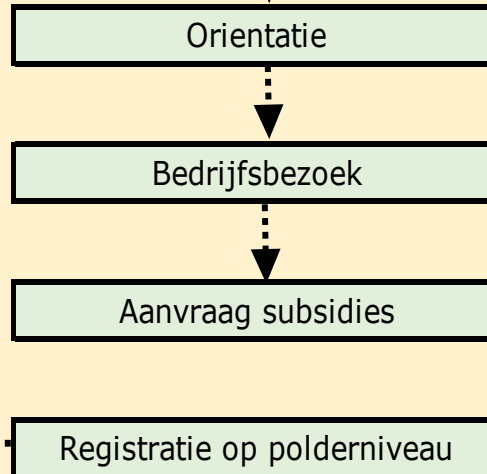 Orientatie
Bedrijfsbezoek
Aanvraag subsidies
Registratie op polderniveau